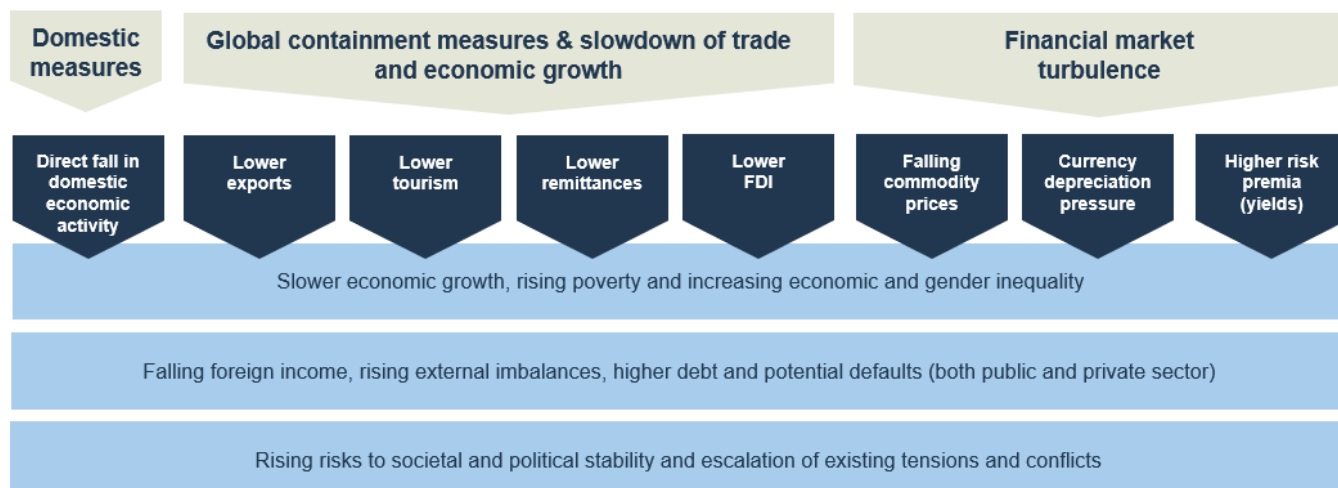 Domestic
measures
Global containment measures & slowdown of trade
and economic growth
Financial market
turbulence
Direct fall in
domestic
economic
activity
Lower
exports
Lower
tourism
Lower
remittances
Lower
FDI
Falling
commodity
prices
Currency
depreciation
pressure
Higher risk
premia
(yields)
Slower economic growth, rising poverty and increasing economic and gender inequality
Falling foreign income, rising external imbalances, higher debt and potential defaults (both public and private sector)
Rising risks to societal and political stability and escalation of existing tensions and conflicts